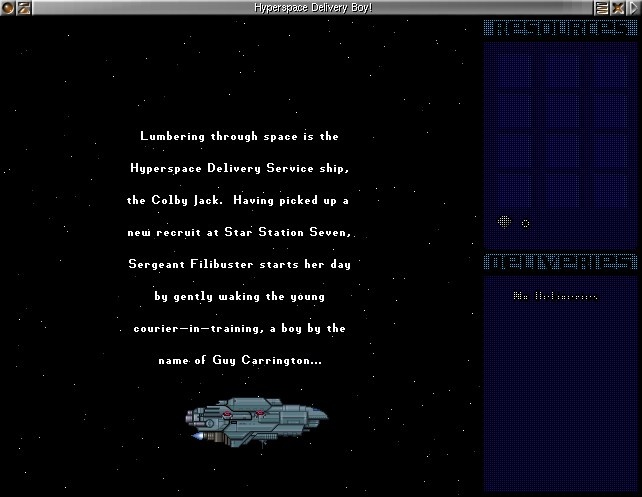 Hyperspace Delivery Boy!
RESOURCES
Lumbering through space is the
Hyperspace Delivery Service ship,
the Colby Jack.  Having picked up a
new recruit at Star Station Seven,
Sergeant Filibuster starts her day
by gently waking the young
courier-in-training, a boy by the
name of Guy Carrington...
DELIVERIES
No Deliveries